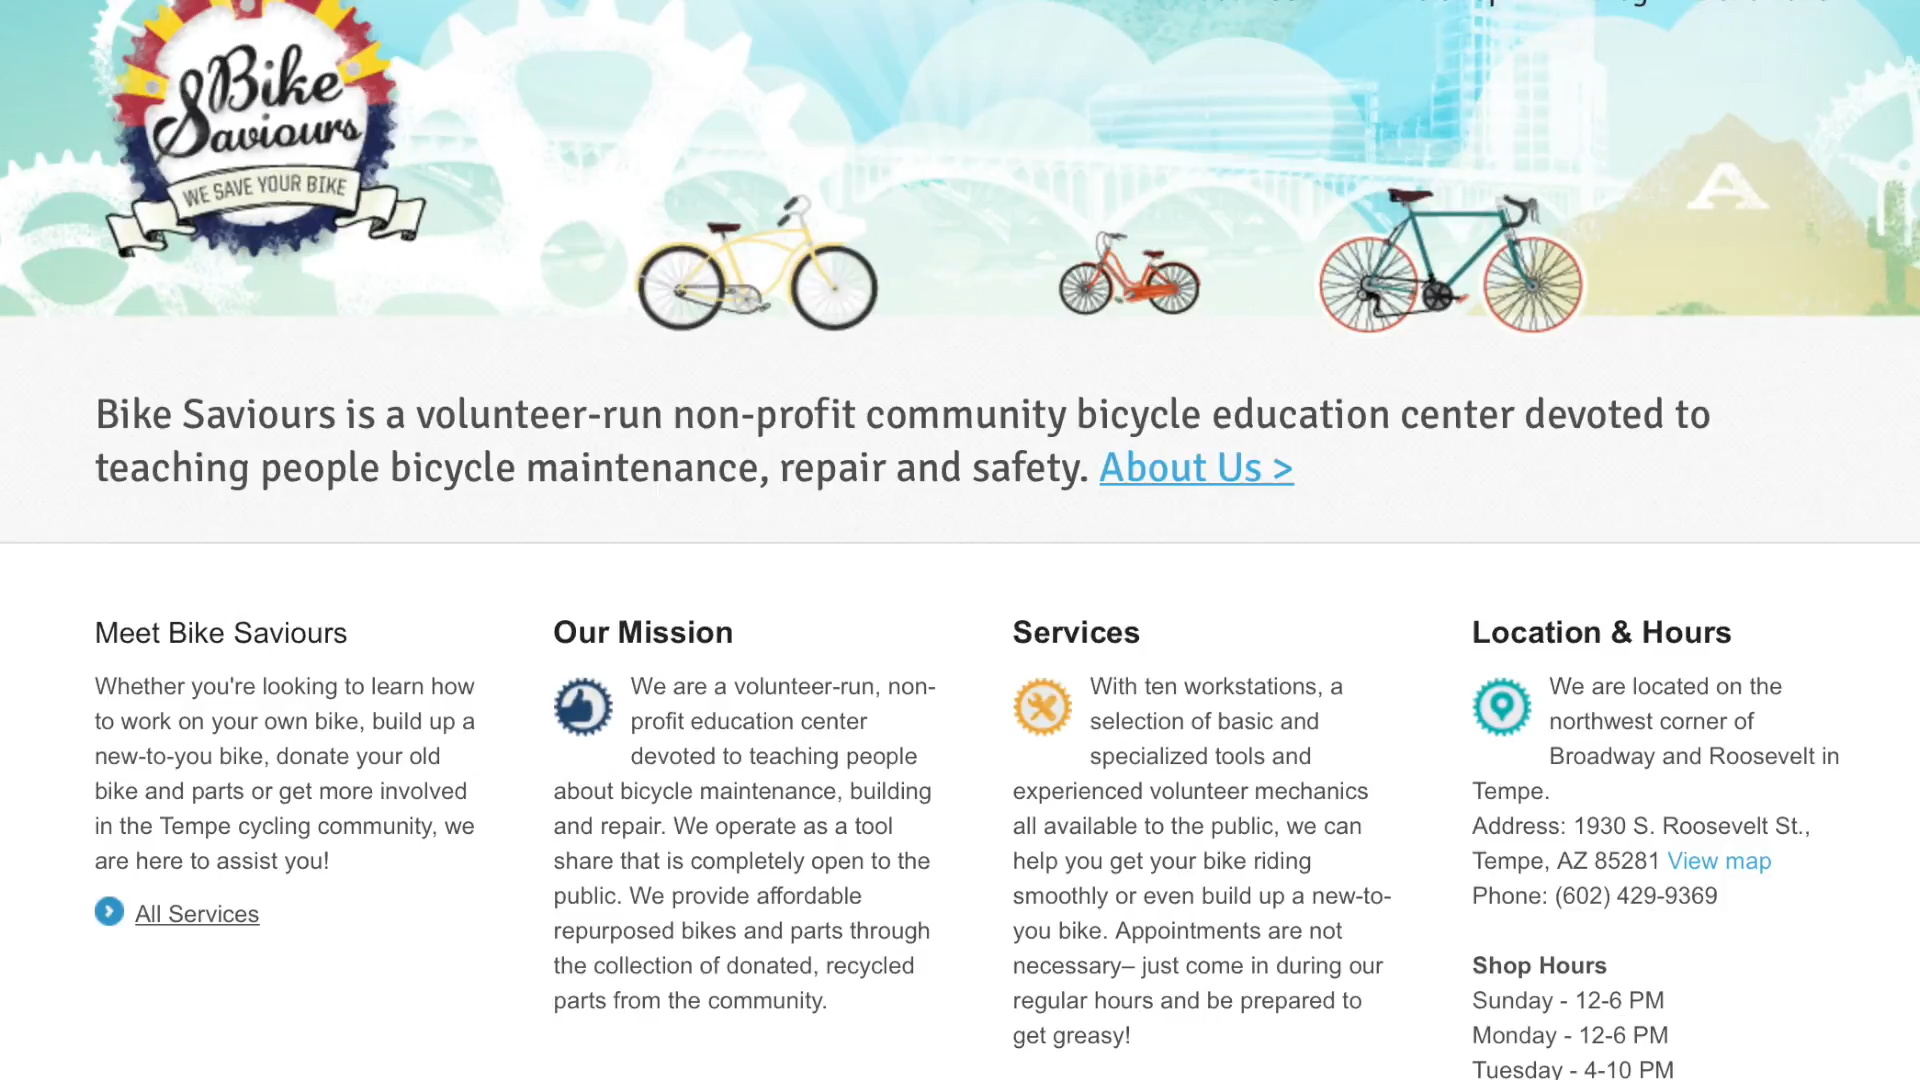 Bike
Saviours
WE SAVE YOUR BIKE
A
Bike Saviours is a volunteer-run non-profit community bicycle education center devoted to
teaching people bicycle maintenance, repair and safety. About Us >
Meet Bike Saviours
Whether you're looking to learn how
to work on your own bike, build up a
new-to-you bike, donate your old
bike and parts or get more involved
in the Tempe cycling community, we
are here to assist you!
All Services
Our Mission
We are a volunteer-run, non-
profit education center
devoted to teaching people
about bicycle maintenance, building
and repair. We operate as a tool
share that is completely open to the
public. We provide affordable
repurposed bikes and parts through
the collection of donated, recycled
parts from the community.
Services
With ten workstations, a
selection of basic and
specialized tools and
experienced volunteer mechanics
all available to the public, we can
help you get your bike riding
smoothly or even build up a new-to-
you bike. Appointments are not
necessary– just come in during our
regular hours and be prepared to
get greasy!
Location & Hours
We are located on the
northwest corner of
Broadway and Roosevelt in
Tempe.
Address: 1930 S. Roosevelt St.,
Tempe, AZ 85281 View map
Phone: (602) 429-9369
Shop Hours
Sunday - 12-6 PM
Monday - 12-6 PM
Tuesday - 4-10 PM